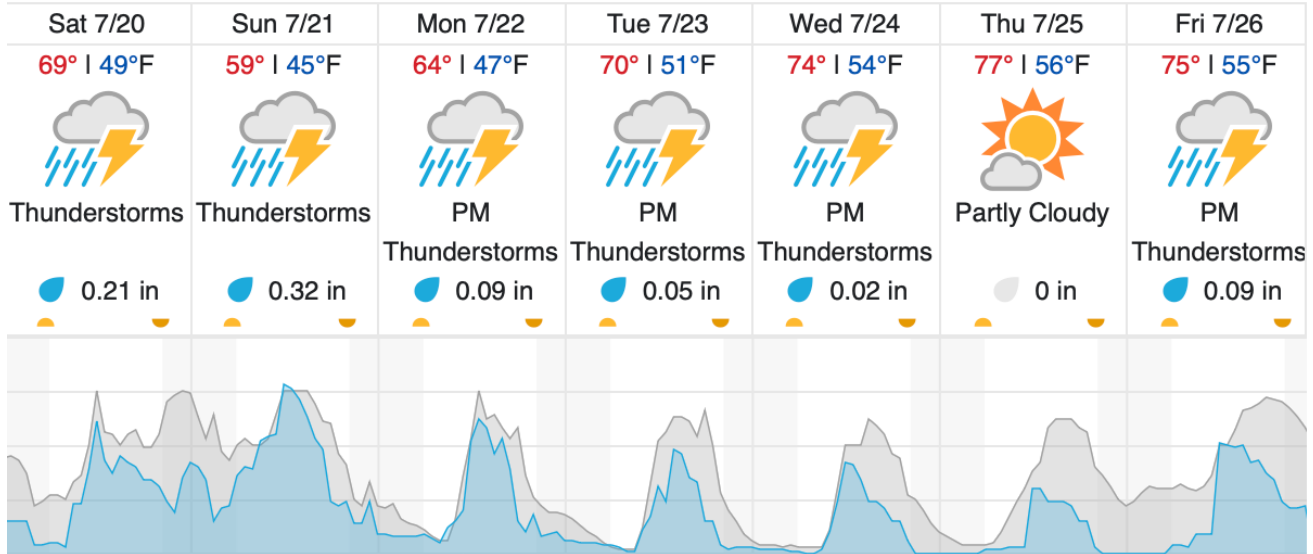 Sat 7/20 Sun 7/21 Mon 7/22 Tue 7/23 Wed 7/24 Thu 7/25 Fri 7/26
69° | 49°F 59° | 45°F 64° | 47°F 70° | 51°F 74° | 54°F 77° | 56°F 75° | 55°F
Thunderstorms Thunderstorms PM PM PM Partly Cloudy PM
Thunderstorms Thunderstorms Thunderstorms Thunderstorms
0.21 in 0.32 in 0.09 in 0.05 in 0.02 in 0 in 0.09 in